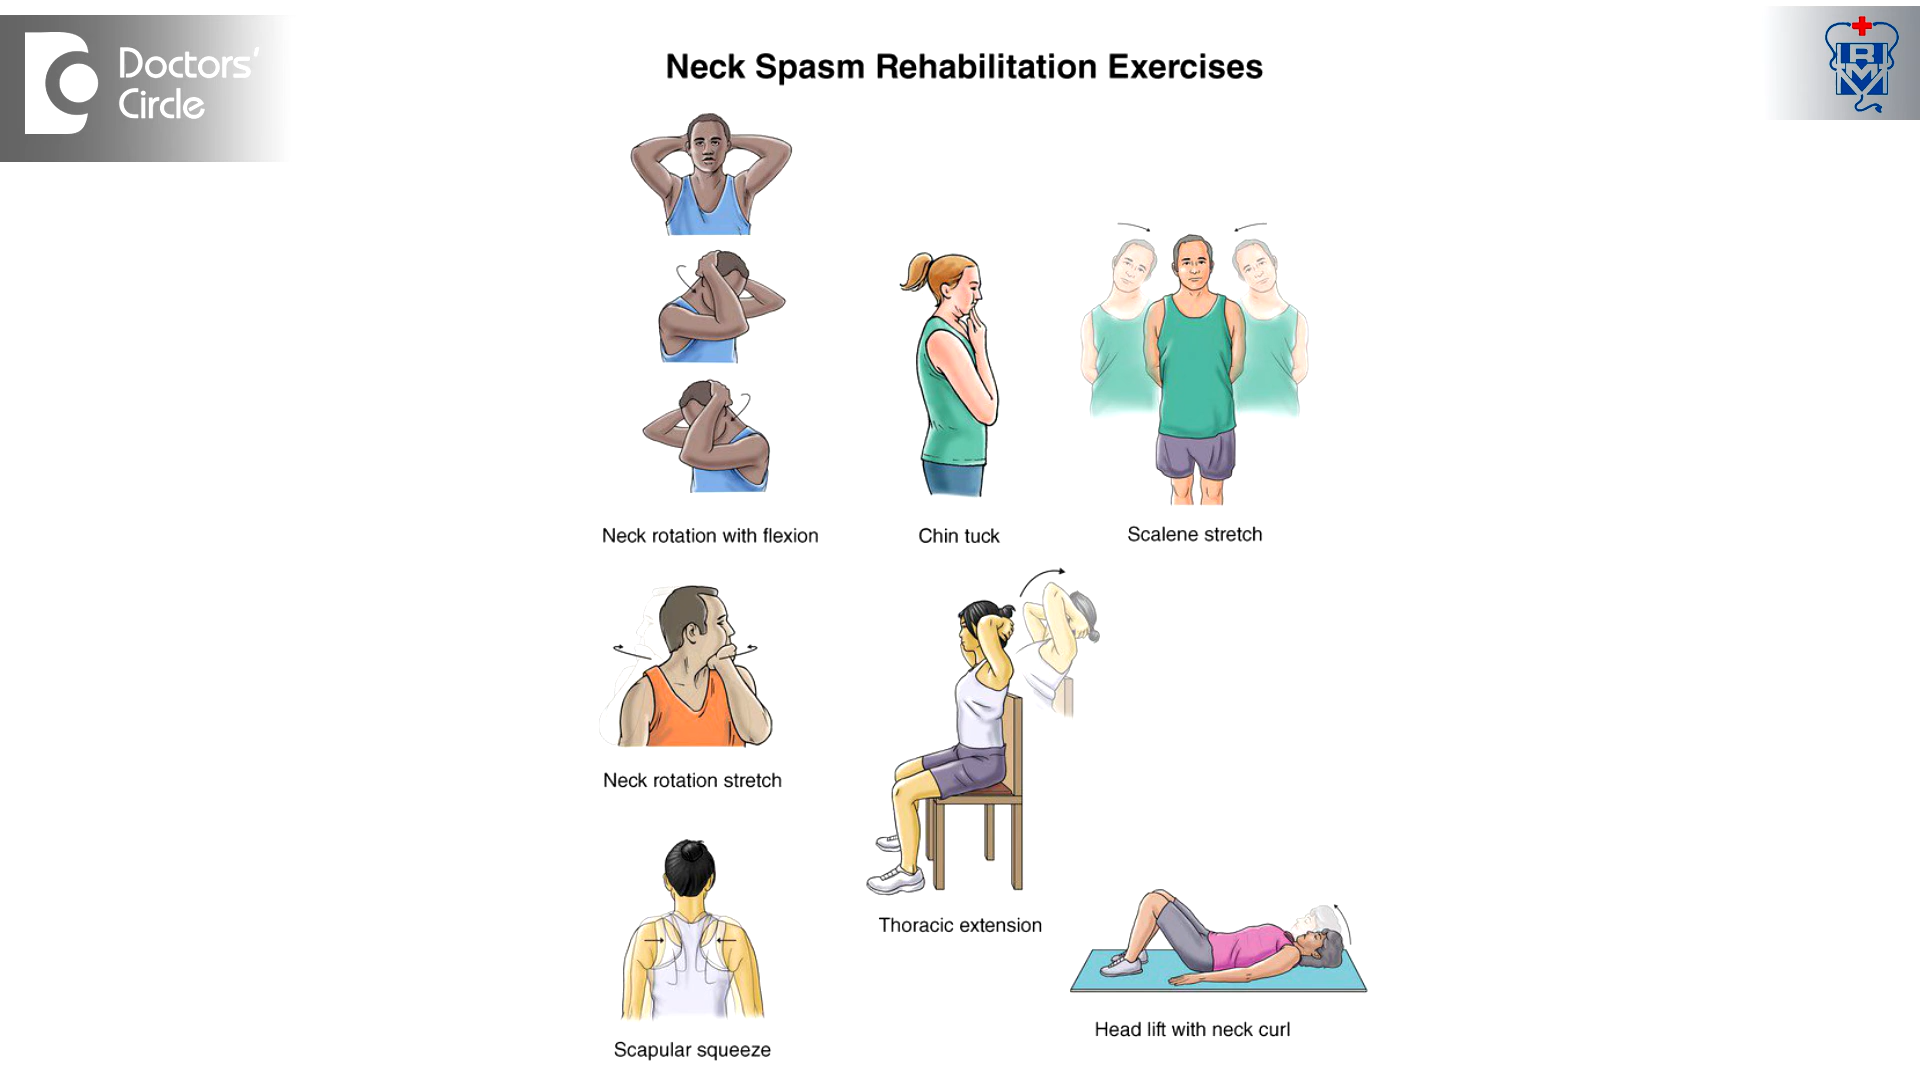 Doctors'
Circle
Neck Spasm Rehabilitation Exercises
RMV
Neck rotation with flexion
Chin tuck
Scalene stretch
Neck rotation stretch
Thoracic extension
Scapular squeeze
Head lift with neck curl